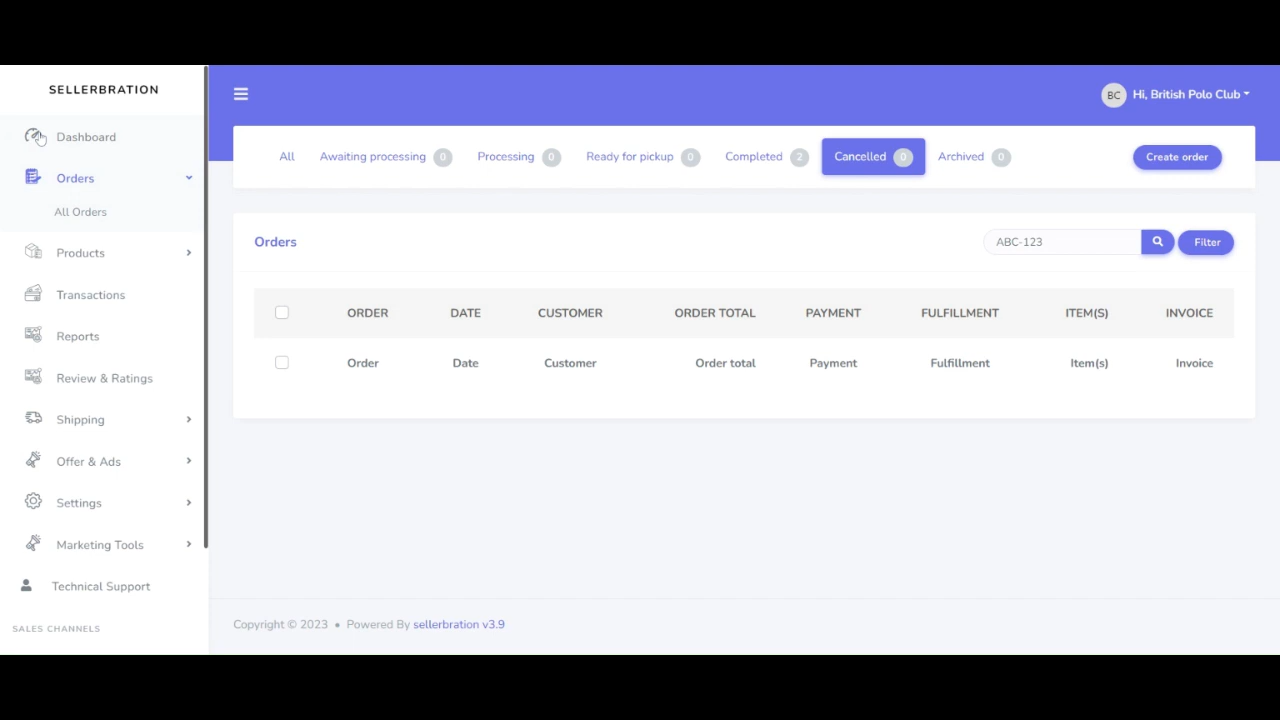 SELLERBRATION
Dashboard
Orders
All Orders
Products
Transactions
Reports
Review & Ratings
Shipping
Offer & Ads
Settings
Marketing Tools
Technical Support
SALES CHANNELS
BC Hi, British Polo Club
All Awaiting processing 0 Processing 0 Ready for pickup 0 Completed 2 Cancelled 0 Archived 0 Create order
Orders ABC-123 Filter
ORDER DATE CUSTOMER ORDER TOTAL PAYMENT FULFILLMENT ITEM(S) INVOICE
Order Date Customer Order total Payment Fulfillment Item(s) Invoice
Copyright © 2023 • Powered By sellerbration v3.9